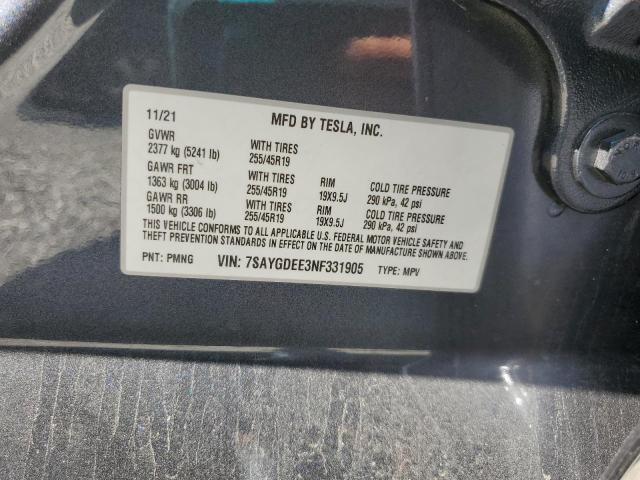 11/21 MFD BY TESLA, INC.
GVWR
2377 kg (5241 lb) WITH TIRES 255/45R19
GAWR FRT
1363 kg (3004 lb) WITH TIRES 255/45R19 RIM 19X9.5J COLD TIRE PRESSURE 290 kPa, 42 psi
GAWR RR
1500 kg (3306 lb) WITH TIRES 255/45R19 RIM 19X9.5J COLD TIRE PRESSURE 290 kPa, 42 psi
THIS VEHICLE CONFORMS TO ALL APPLICABLE U.S. FEDERAL MOTOR VEHICLE SAFETY AND
THEFT PREVENTION STANDARDS IN EFFECT ON THE DATE OF MANUFACTURE SHOWN ABOVE.
PNT: PMNG VIN: 7SAYGDEE3NF331905 TYPE: MPV